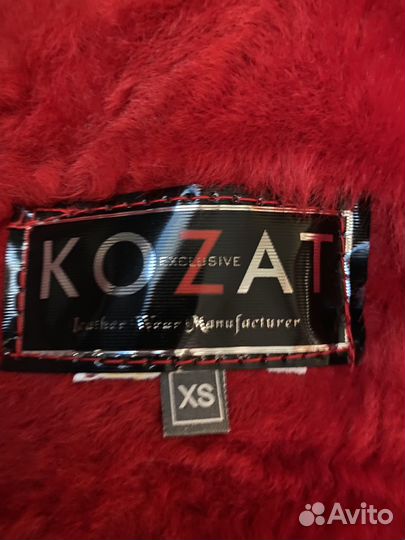 KOZAT
EXCLUSIVE
Leather Wear Manufacturer
XS
Avito